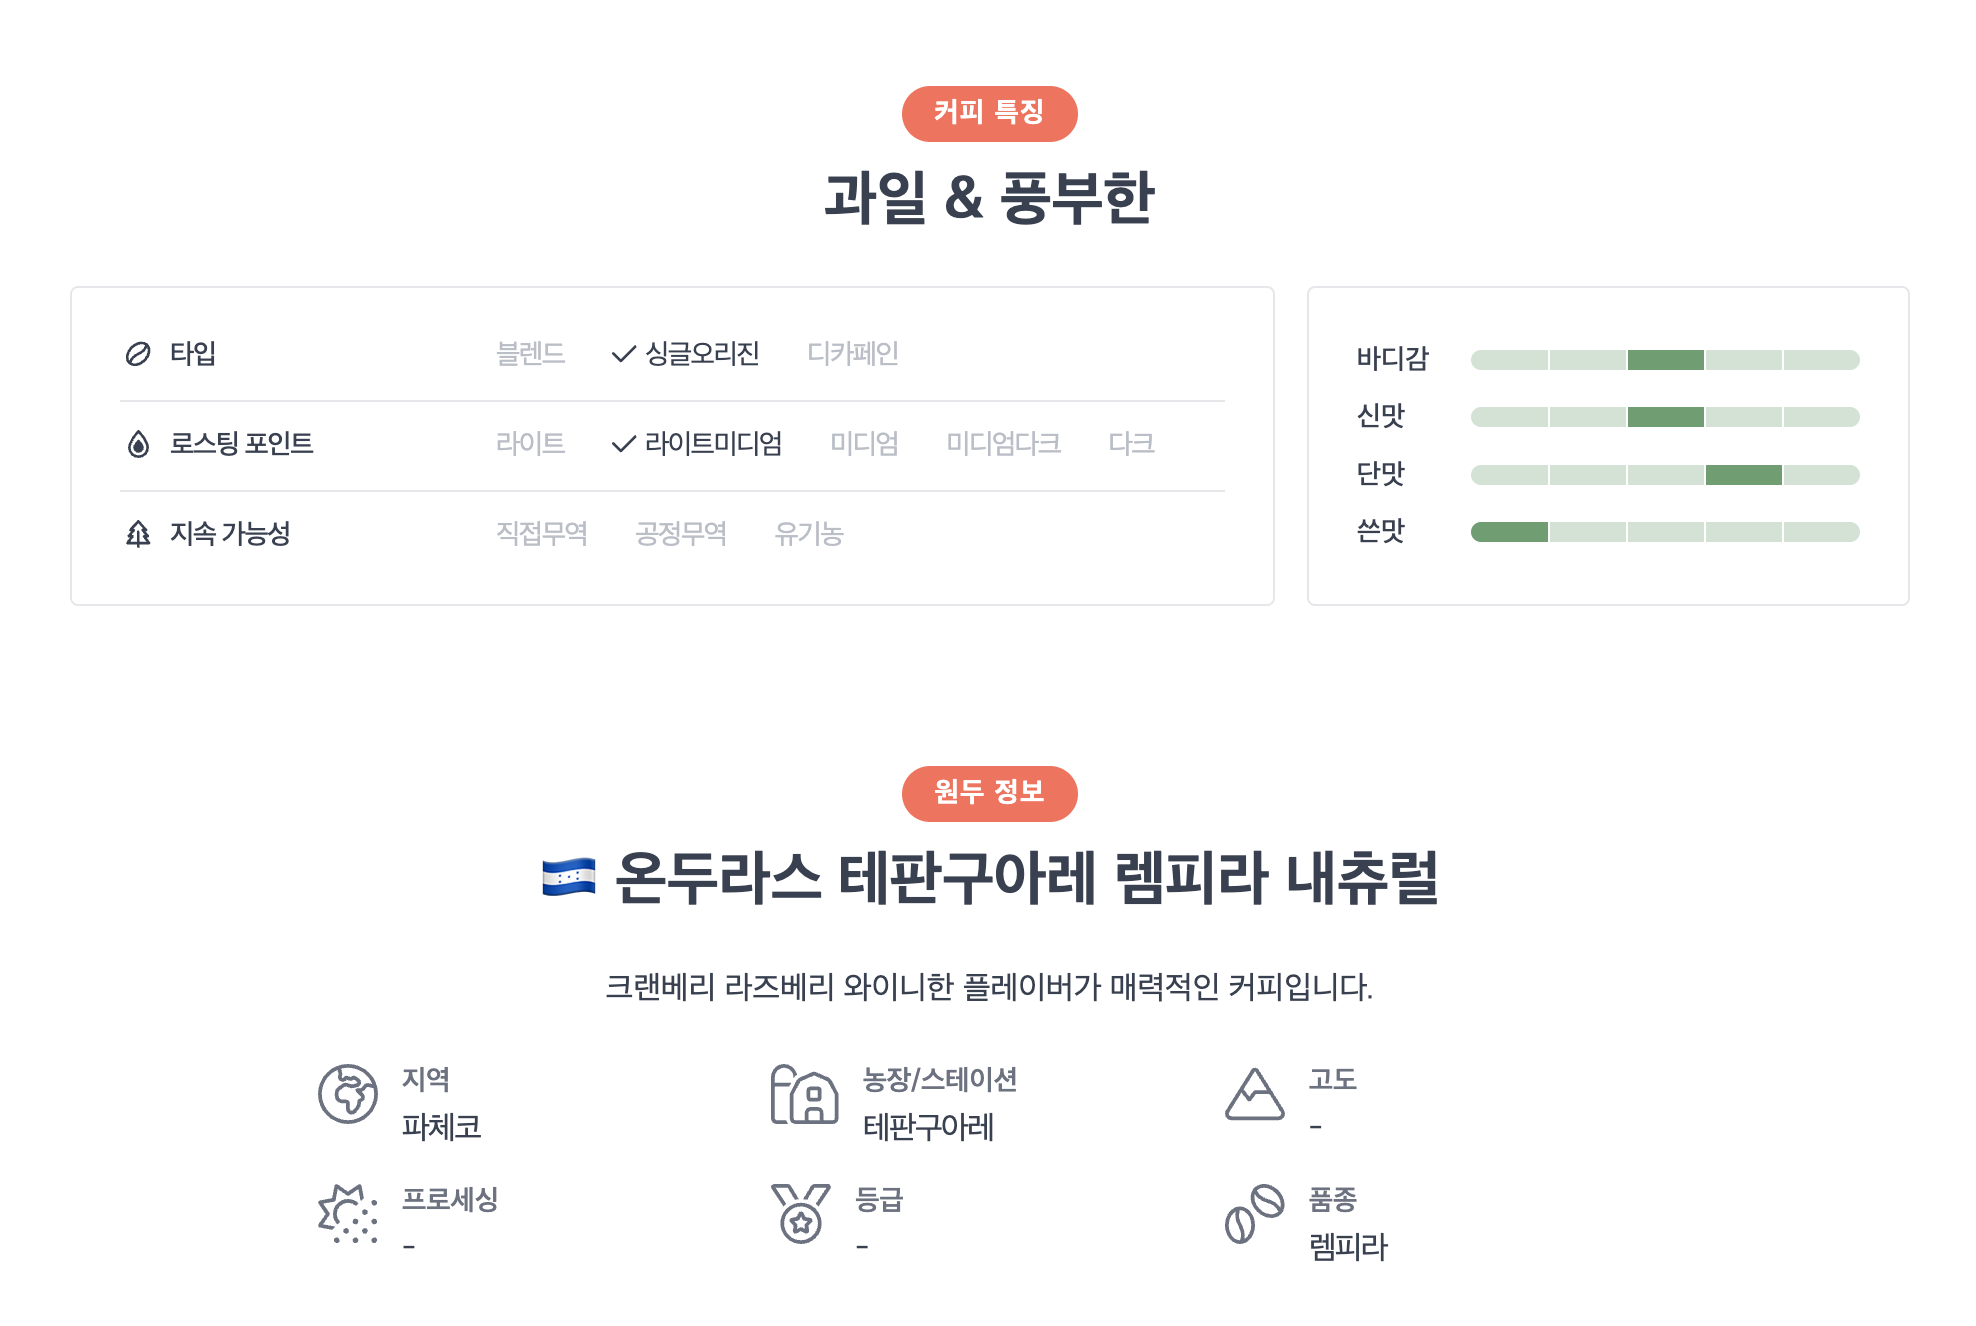 커피 특징
과일 & 풍부한
타입 블렌드 싱글오리진 디카페인
로스팅 포인트 라이트 라이트미디엄 미디엄 미디엄다크 다크
지속 가능성 직접무역 공정무역 유기농
바디감
신맛
단맛
쓴맛
원두 정보
온두라스 테판구아레 렘피라 내츄럴
크랜베리 라즈베리 와이니한 플레이버가 매력적인 커피입니다.
지역
파체코
농장/스테이션
테판구아레
고도
-
프로세싱
-
등급
-
품종
렘피라